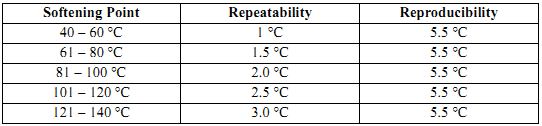 Softening Point Repeatability Reproducibility
40 – 60 °C 1 °C 5.5 °C
61 – 80 °C 1.5 °C 5.5 °C
81 – 100 °C 2.0 °C 5.5 °C
101 – 120 °C 2.5 °C 5.5 °C
121 – 140 °C 3.0 °C 5.5 °C